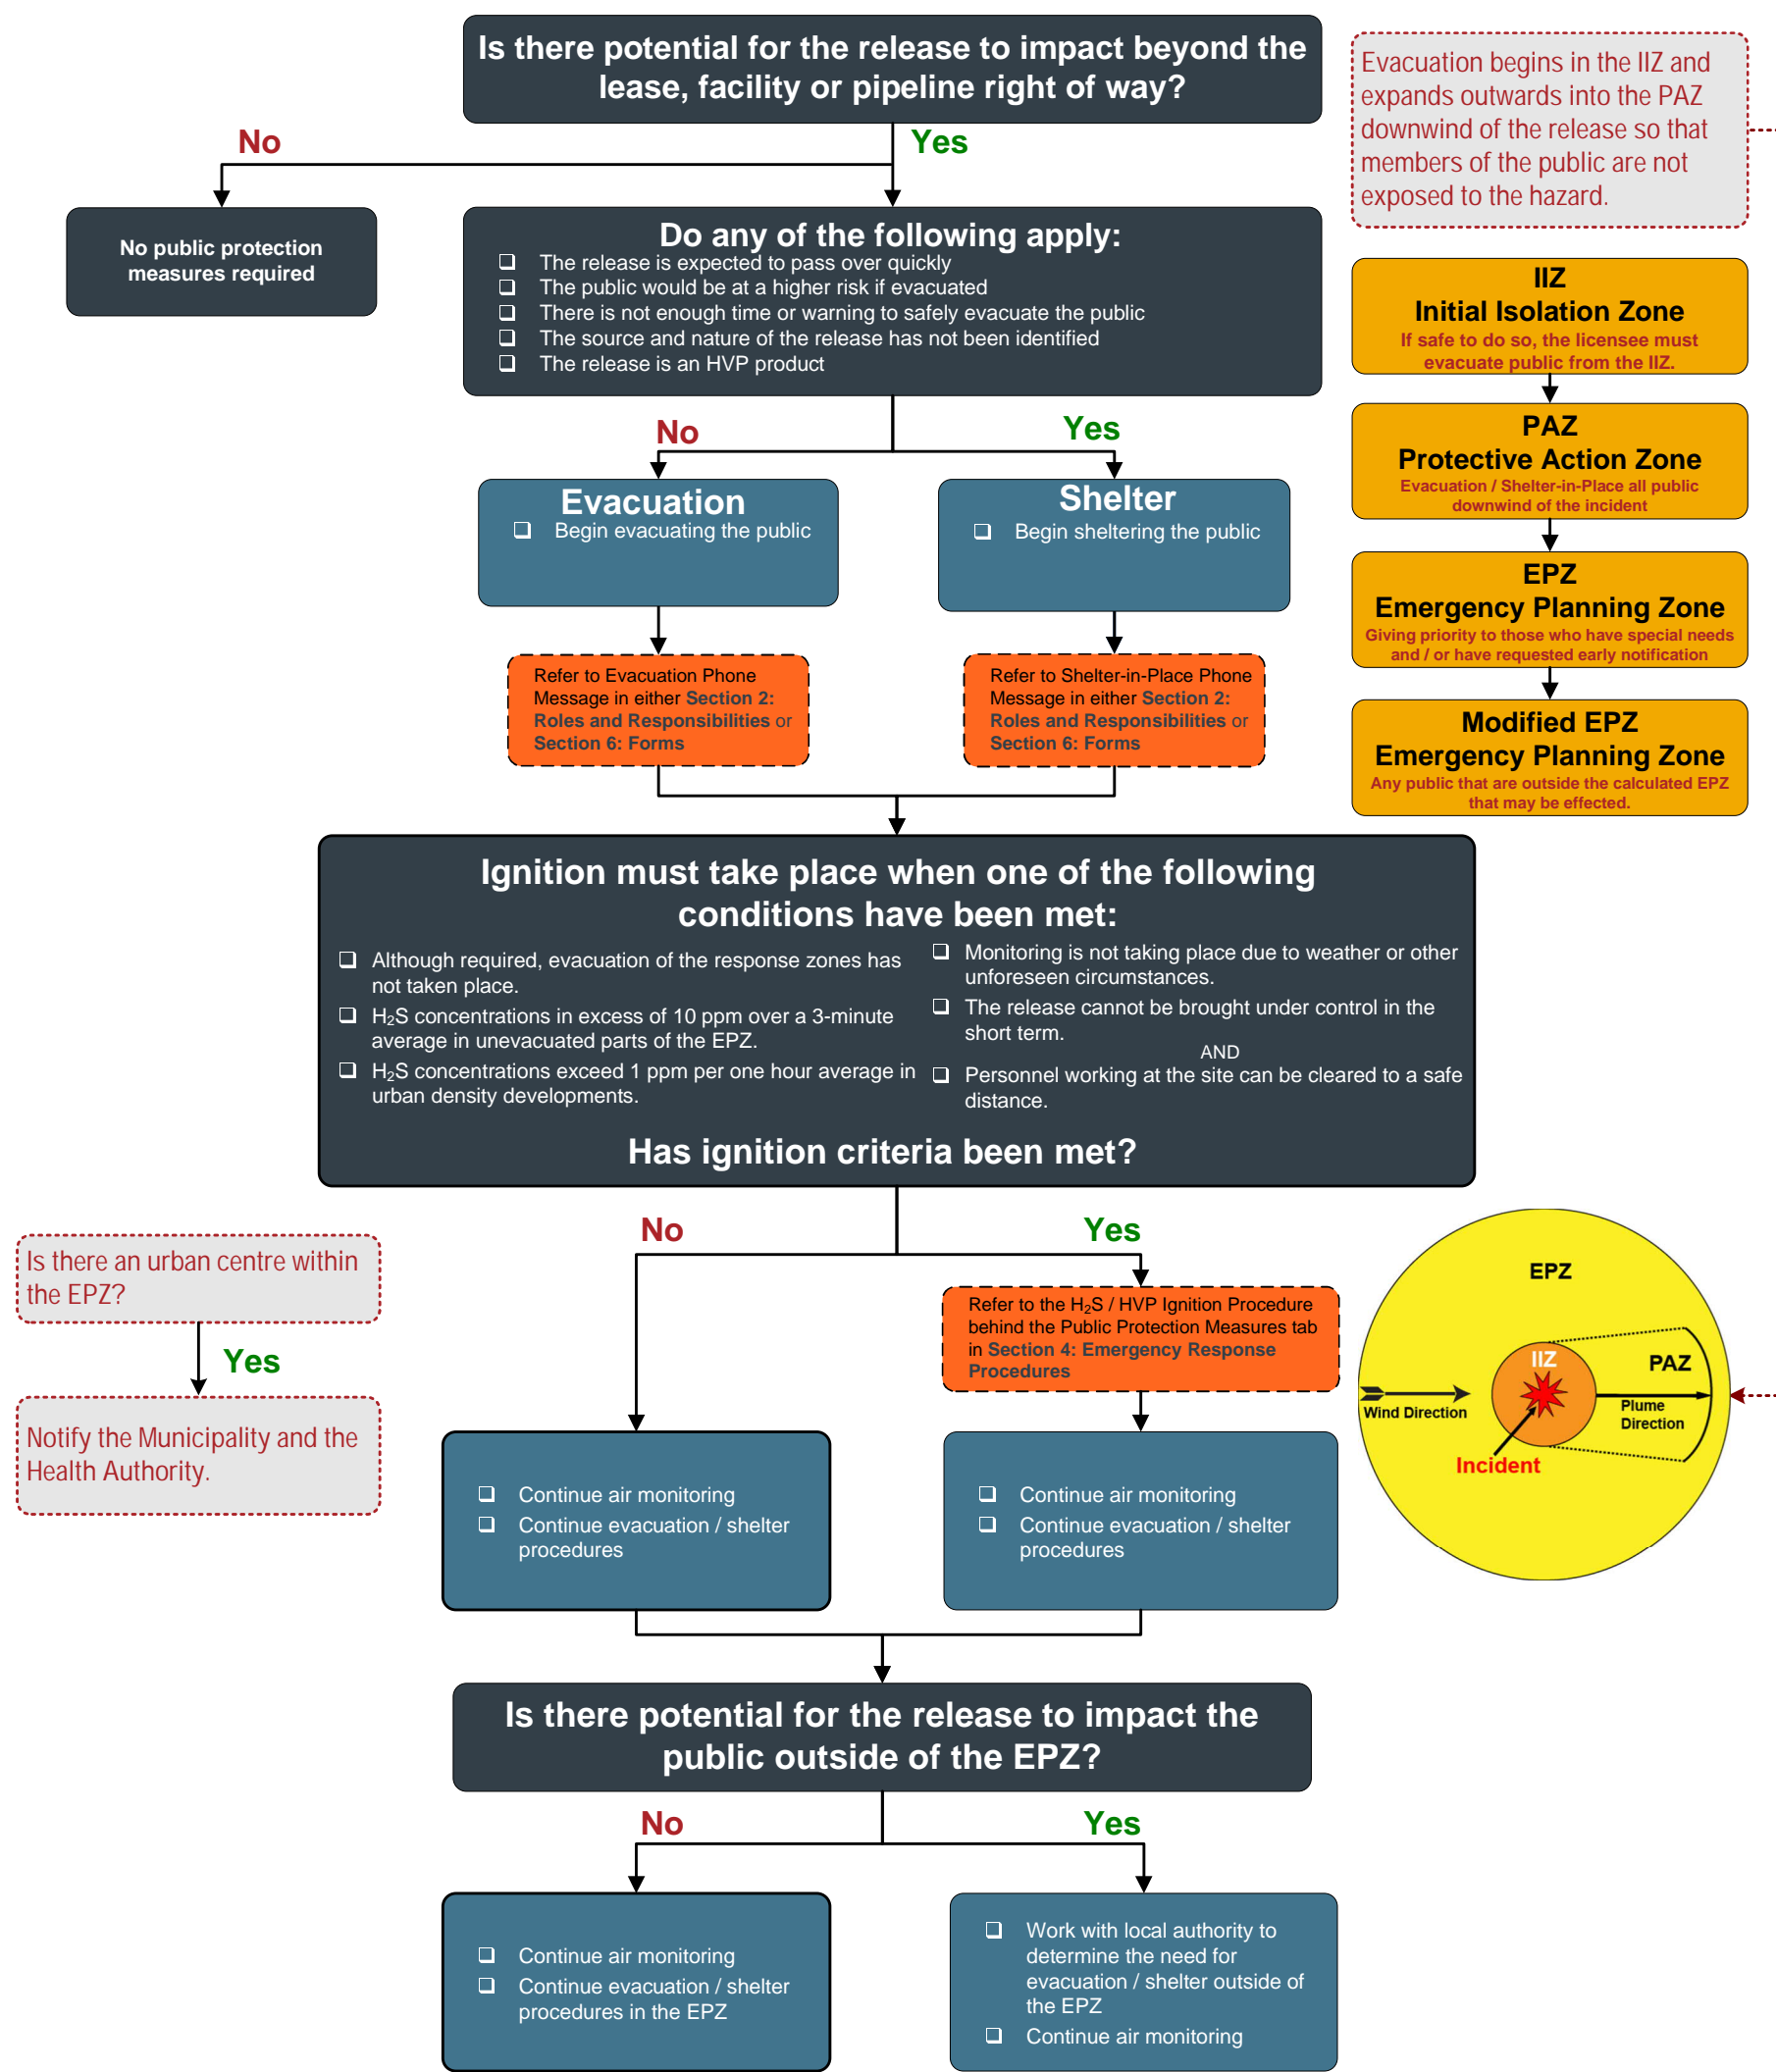 Is there potential for the release to impact beyond the
lease, facility or pipeline right of way?
No
Yes
No public protection
measures required
Do any of the following apply:
❑ The release is expected to pass over quickly
❑ The public would be at a higher risk if evacuated
❑ There is not enough time or warning to safely evacuate the public
❑ The source and nature of the release has not been identified
❑ The release is an HVP product
Evacuation begins in the IIZ and
expands outwards into the PAZ
downwind of the release so that
members of the public are not
exposed to the hazard.
IIZ
Initial Isolation Zone
If safe to do so, the licensee must
evacuate public from the IIZ.
PAZ
Protective Action Zone
Evacuation / Shelter-in-Place all public
downwind of the incident
EPZ
Emergency Planning Zone
Giving priority to those who have special needs
and / or have requested early notification
Modified EPZ
Emergency Planning Zone
Any public that are outside the calculated EPZ
that may be effected.
No
Yes
Evacuation
❑ Begin evacuating the public
Shelter
❑ Begin sheltering the public
Refer to Evacuation Phone
Message in either Section 2:
Roles and Responsibilities or
Section 6: Forms
Refer to Shelter-in-Place Phone
Message in either Section 2:
Roles and Responsibilities or
Section 6: Forms
Ignition must take place when one of the following
conditions have been met:
❑ Although required, evacuation of the response zones has
not taken place.
❑ H₂S concentrations in excess of 10 ppm over a 3-minute
average in unevacuated parts of the EPZ.
❑ H₂S concentrations exceed 1 ppm per one hour average in
urban density developments.
❑ Monitoring is not taking place due to weather or other
unforeseen circumstances.
❑ The release cannot be brought under control in the
short term.
AND
❑ Personnel working at the site can be cleared to a safe
distance.
Has ignition criteria been met?
No
Yes
Is there an urban centre within
the EPZ?
Yes
Notify the Municipality and the
Health Authority.
Refer to the H₂S / HVP Ignition Procedure
behind the Public Protection Measures tab
in Section 4: Emergency Response
Procedures
❑ Continue air monitoring
❑ Continue evacuation / shelter
procedures
❑ Continue air monitoring
❑ Continue evacuation / shelter
procedures
EPZ
IIZ
PAZ
Wind Direction
Plume
Direction
Incident
Is there potential for the release to impact the
public outside of the EPZ?
No
Yes
❑ Continue air monitoring
❑ Continue evacuation / shelter
procedures in the EPZ
❑ Work with local authority to
determine the need for
evacuation / shelter outside of
the EPZ
❑ Continue air monitoring